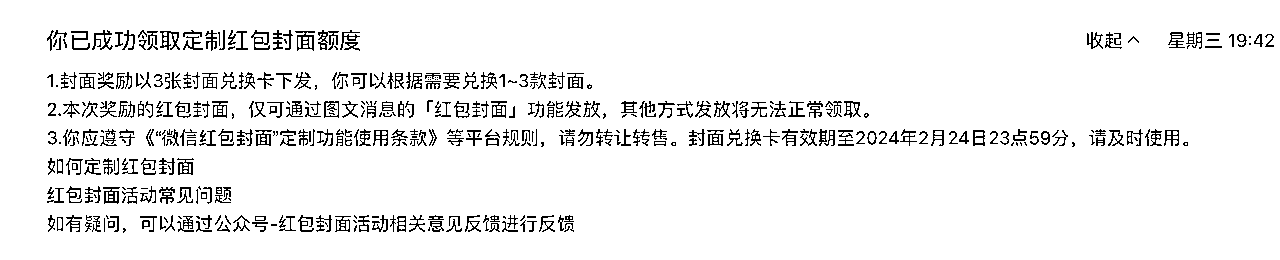 你已成功领取定制红包封面额度
收起 ︿ 星期三 19:42
1.封面奖励以3张封面兑换卡下发，你可以根据需要兑换1~3款封面。
2.本次奖励的红包封面，仅可通过图文消息的「红包封面」功能发放，其他方式发放将无法正常领取。
3.你应遵守《“微信红包封面”定制功能使用条款》等平台规则，请勿转让转售。封面兑换卡有效期至2024年2月24日23点59分，请及时使用。
如何定制红包封面
红包封面活动常见问题
如有疑问，可以通过公众号-红包封面活动相关意见反馈进行反馈